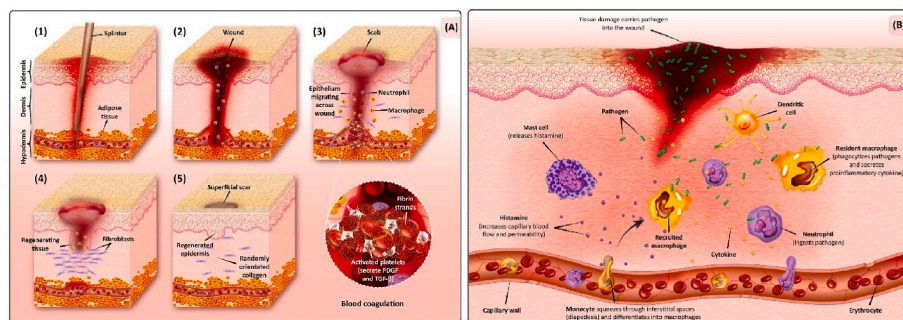 (A)
(1)
Splinter
Epidermis
Dermis
Hypodermis
Adipose
tissue
(2)
Wound
(3)
Scab
Epithelium
migrating
across
wound
Neutrophil
Macrophage
(4)
Regenerating
tissue
Fibroblasts
(5)
Superficial scar
Regenerated
epidermis
Randomly
orientated
collagen
Fibrin
strands
Activated platelets
(secrete PDGF
and TGF-β)
Blood coagulation
(B)
Tissue damage carries pathogen
into the wound
Pathogen
Dendritic
cell
Mast cell
(releases histamine)
Resident macrophage
(phagocytizes pathogens
and secretes
proinflammatory cytokine)
Histamine
(increases capillary blood
flow and permeability)
Recruited
macrophage
Neutrophil
(ingests pathogen)
Cytokine
Capillary wall
Monocyte squeezes through interstitial spaces
(diapedesis) and differentiates into macrophages
Erythrocyte